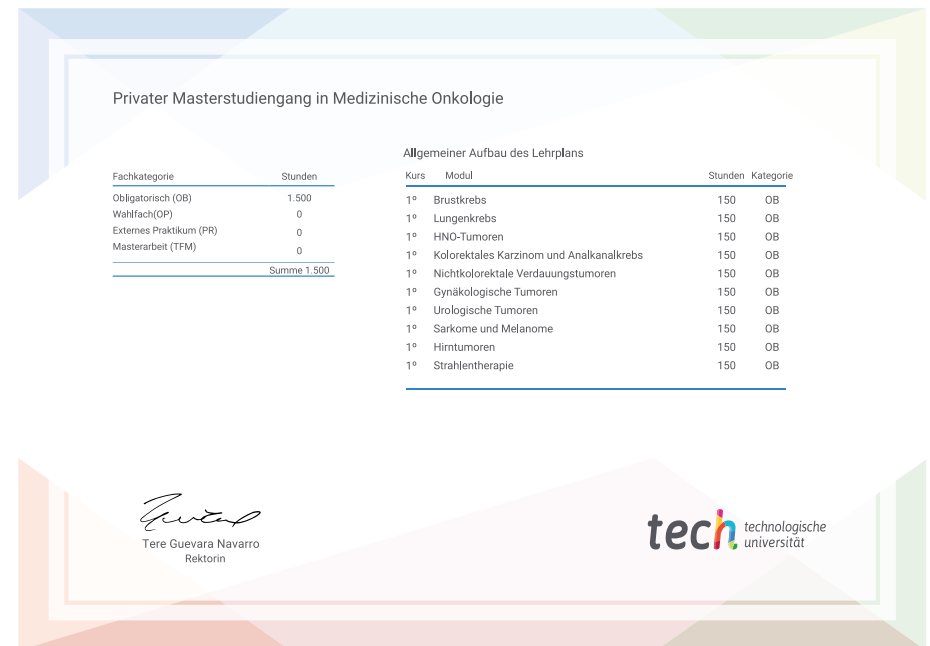 Privater Masterstudiengang in Medizinische Onkologie
Fachkategorie Stunden
Obligatorisch (OB) 1.500
Wahlfach(OP) 0
Externes Praktikum (PR) 0
Masterarbeit (TFM) 0
Summe 1.500
Allgemeiner Aufbau des Lehrplans
Kurs Modul Stunden Kategorie
1º Brustkrebs 150 OB
1º Lungenkrebs 150 OB
1º HNO-Tumoren 150 OB
1º Kolorektales Karzinom und Analkanalkrebs 150 OB
1º Nichtkolorektale Verdauungstumoren 150 OB
1º Gynäkologische Tumoren 150 OB
1º Urologische Tumoren 150 OB
1º Sarkome und Melanome 150 OB
1º Hirntumoren 150 OB
1º Strahlentherapie 150 OB
Tere Guevara Navarro
Rektorin
tech technologische
universität